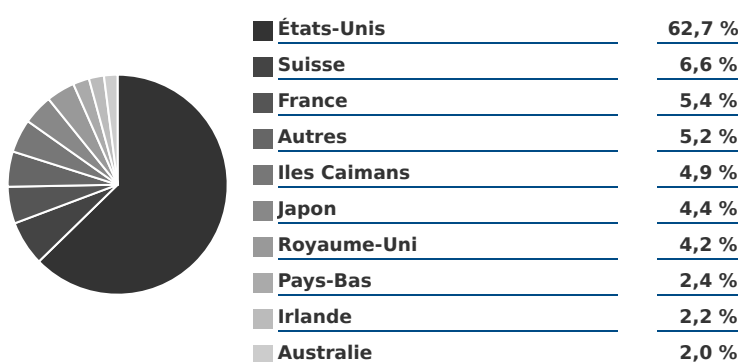 États-Unis 62,7 %
Suisse 6,6 %
France 5,4 %
Autres 5,2 %
Iles Caimans 4,9 %
Japon 4,4 %
Royaume-Uni 4,2 %
Pays-Bas 2,4 %
Irlande 2,2 %
Australie 2,0 %